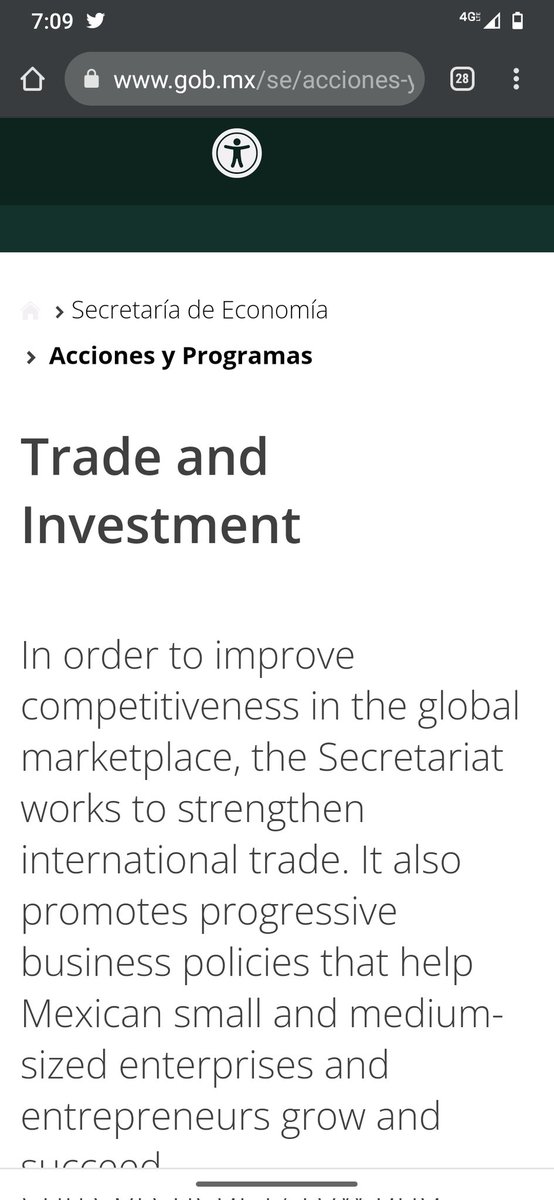 7:09
4G
www.gob.mx/se/acciones-y
28
> Secretaría de Economía
> Acciones y Programas
Trade and
Investment
In order to improve
competitiveness in the global
marketplace, the Secretariat
works to strengthen
international trade. It also
promotes progressive
business policies that help
Mexican small and medium-
sized enterprises and
entrepreneurs grow and
succeed